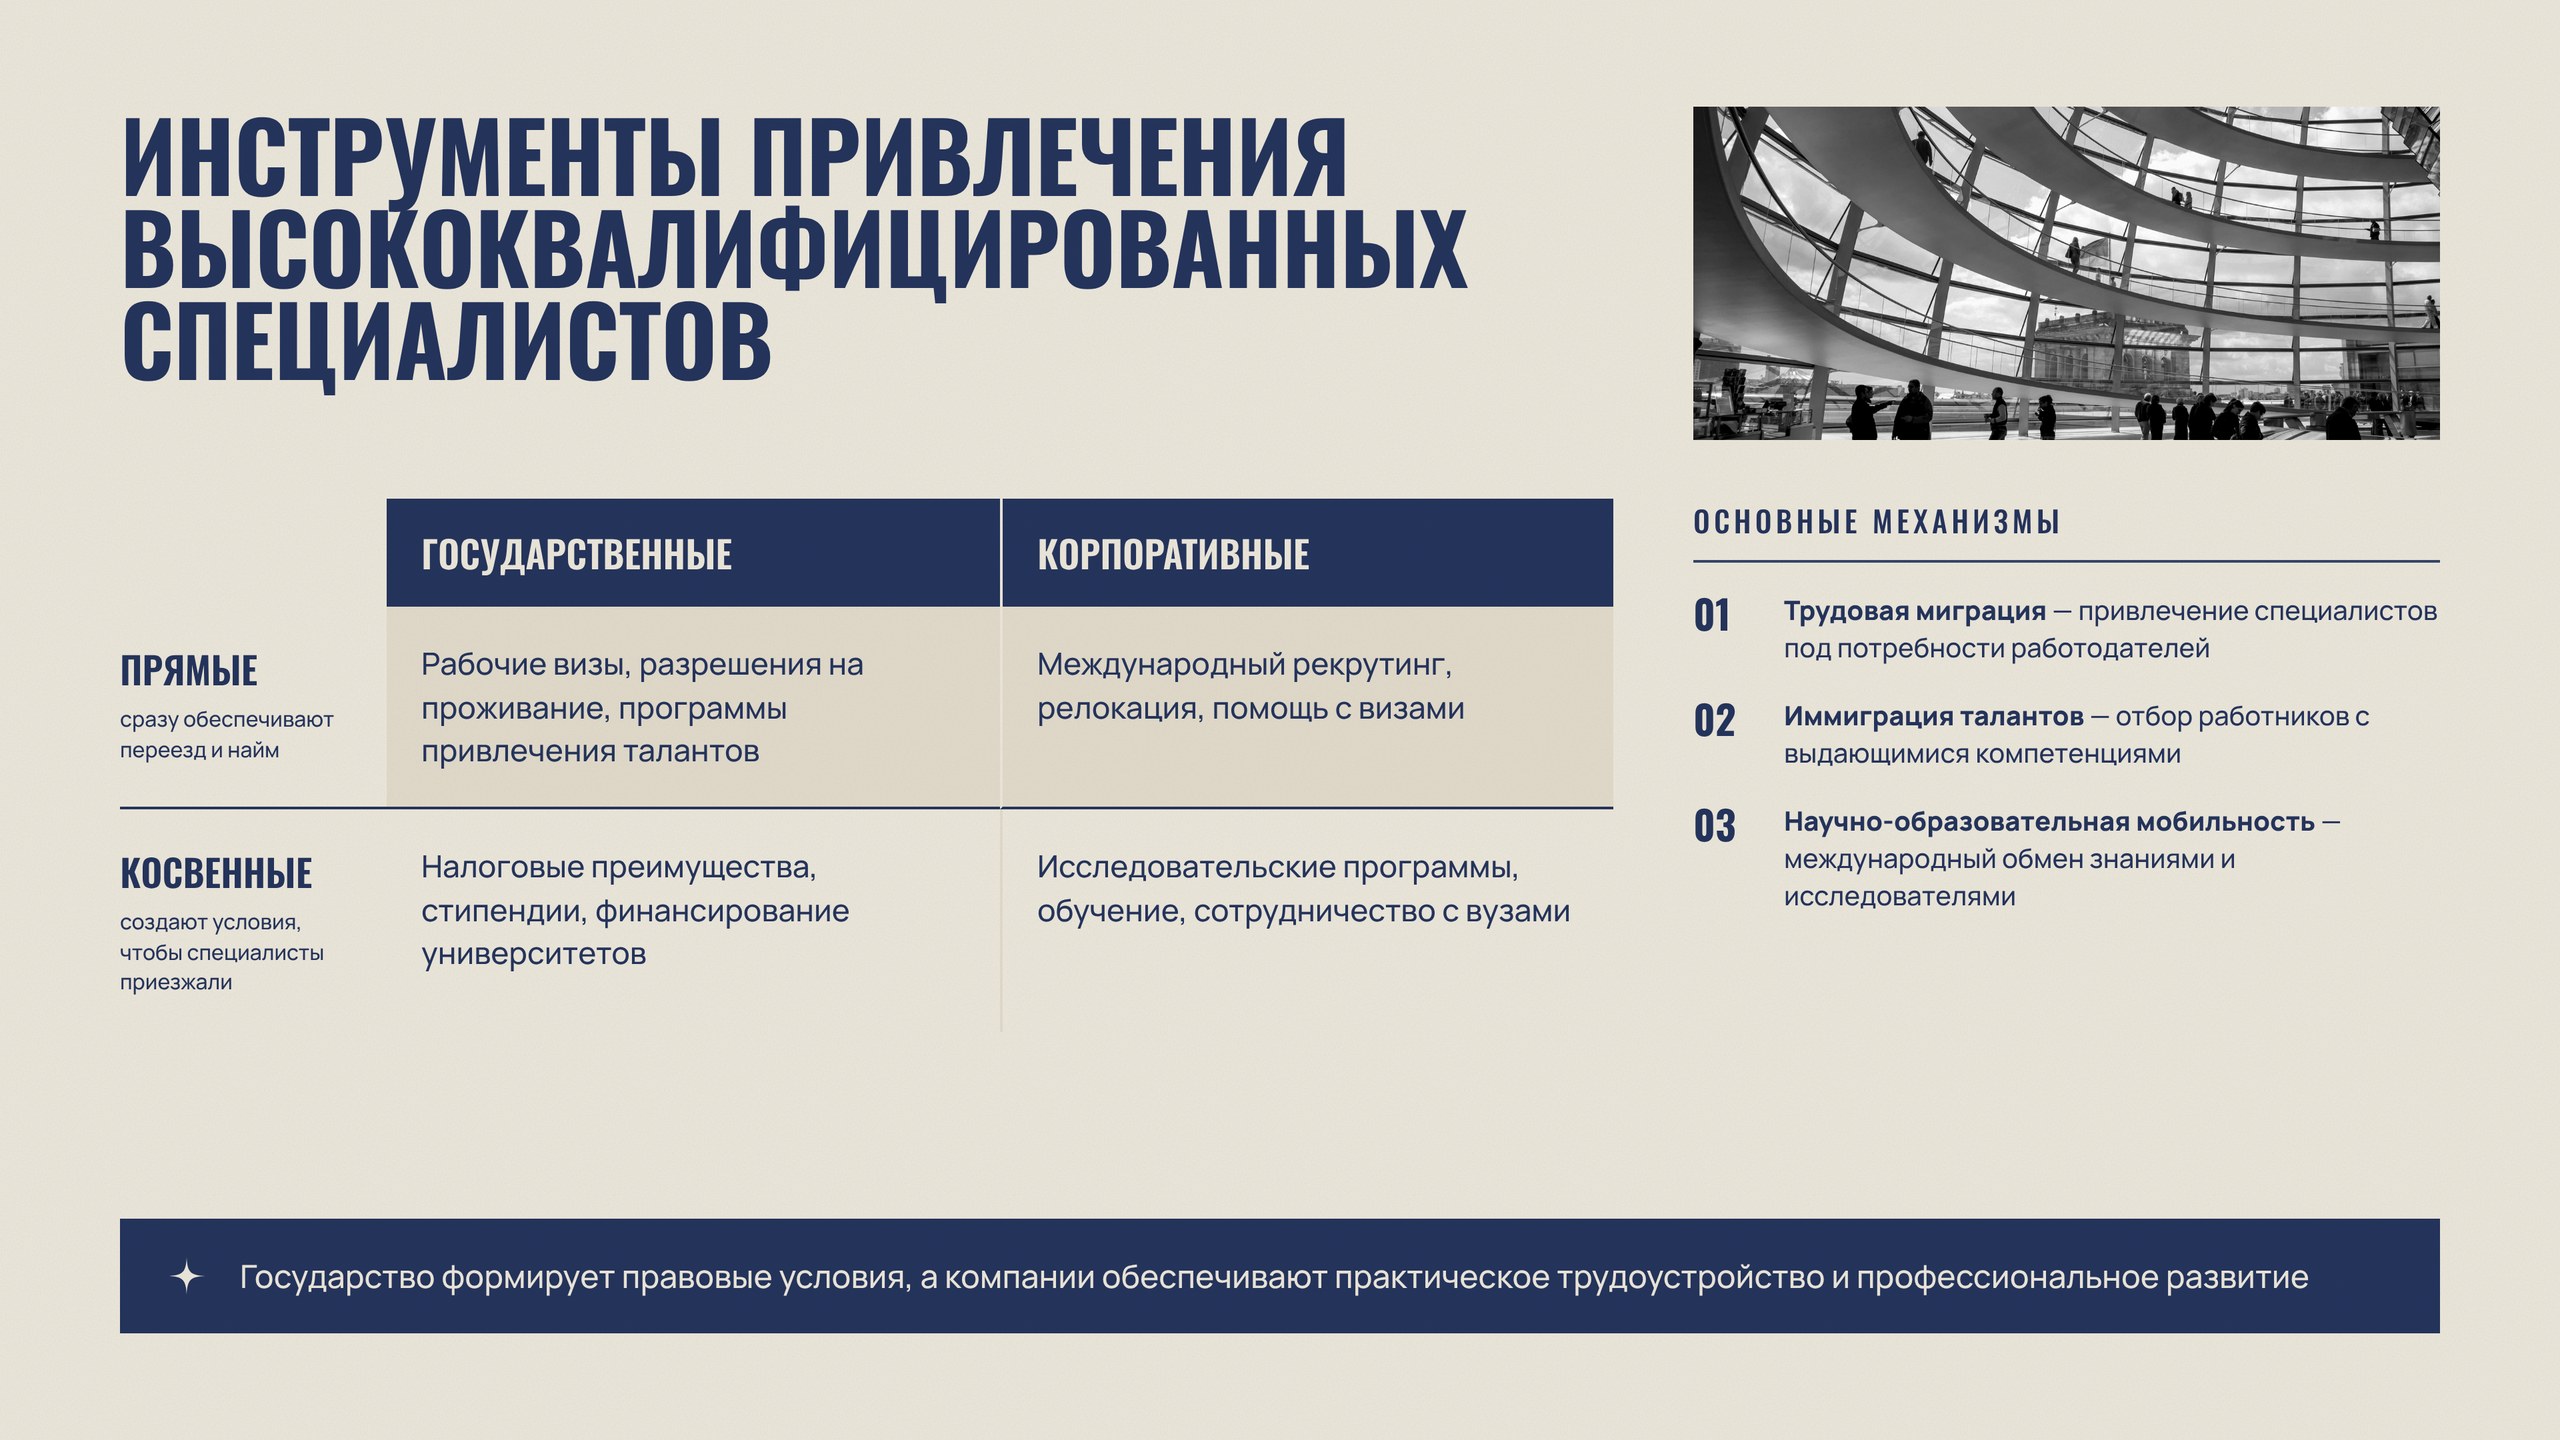 ИНСТРУМЕНТЫ ПРИВЛЕЧЕНИЯ
ВЫСОКОКВАЛИФИЦИРОВАННЫХ
СПЕЦИАЛИСТОВ
ГОСУДАРСТВЕННЫЕ
КОРПОРАТИВНЫЕ
ПРЯМЫЕ
сразу обеспечивают
переезд и найм
Рабочие визы, разрешения на
проживание, программы
привлечения талантов
Международный рекрутинг,
релокация, помощь с визами
КОСВЕННЫЕ
создают условия,
чтобы специалисты
приезжали
Налоговые преимущества,
стипендии, финансирование
университетов
Исследовательские программы,
обучение, сотрудничество с вузами
ОСНОВНЫЕ МЕХАНИЗМЫ
01 Трудовая миграция — привлечение специалистов
под потребности работодателей
02 Иммиграция талантов — отбор работников с
выдающимися компетенциями
03 Научно-образовательная мобильность —
международный обмен знаниями и
исследователями
Государство формирует правовые условия, а компании обеспечивают практическое трудоустройство и профессиональное развитие